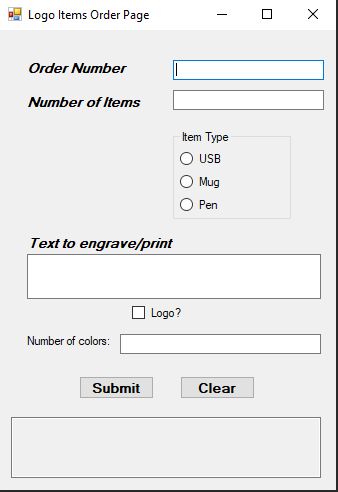 Logo Items Order Page
Order Number
Number of Items
Item Type
USB
Mug
Pen
Text to engrave/print
Logo?
Number of colors:
Submit Clear